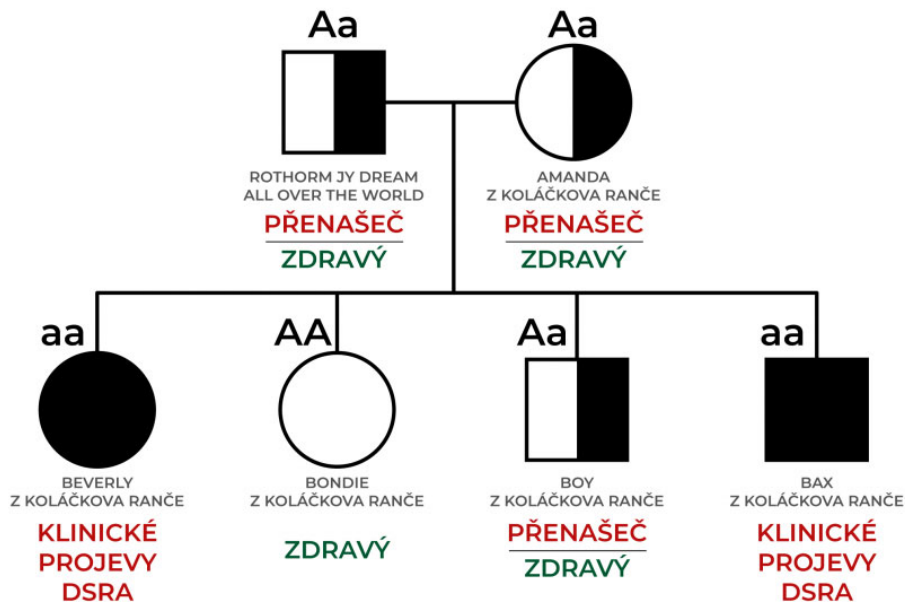 Aa
Aa
ROTHORM JY DREAM
ALL OVER THE WORLD
PŘENAŠEČ
ZDRAVÝ
AMANDA
Z KOLÁČKOVA RANČE
PŘENAŠEČ
ZDRAVÝ
aa
AA
Aa
aa
BEVERLY
Z KOLÁČKOVA RANČE
KLINICKÉ
PROJEVY
DSRA
BONDIE
Z KOLÁČKOVA RANČE
ZDRAVÝ
BOY
Z KOLÁČKOVA RANČE
PŘENAŠEČ
ZDRAVÝ
BAX
Z KOLÁČKOVA RANČE
KLINICKÉ
PROJEVY
DSRA